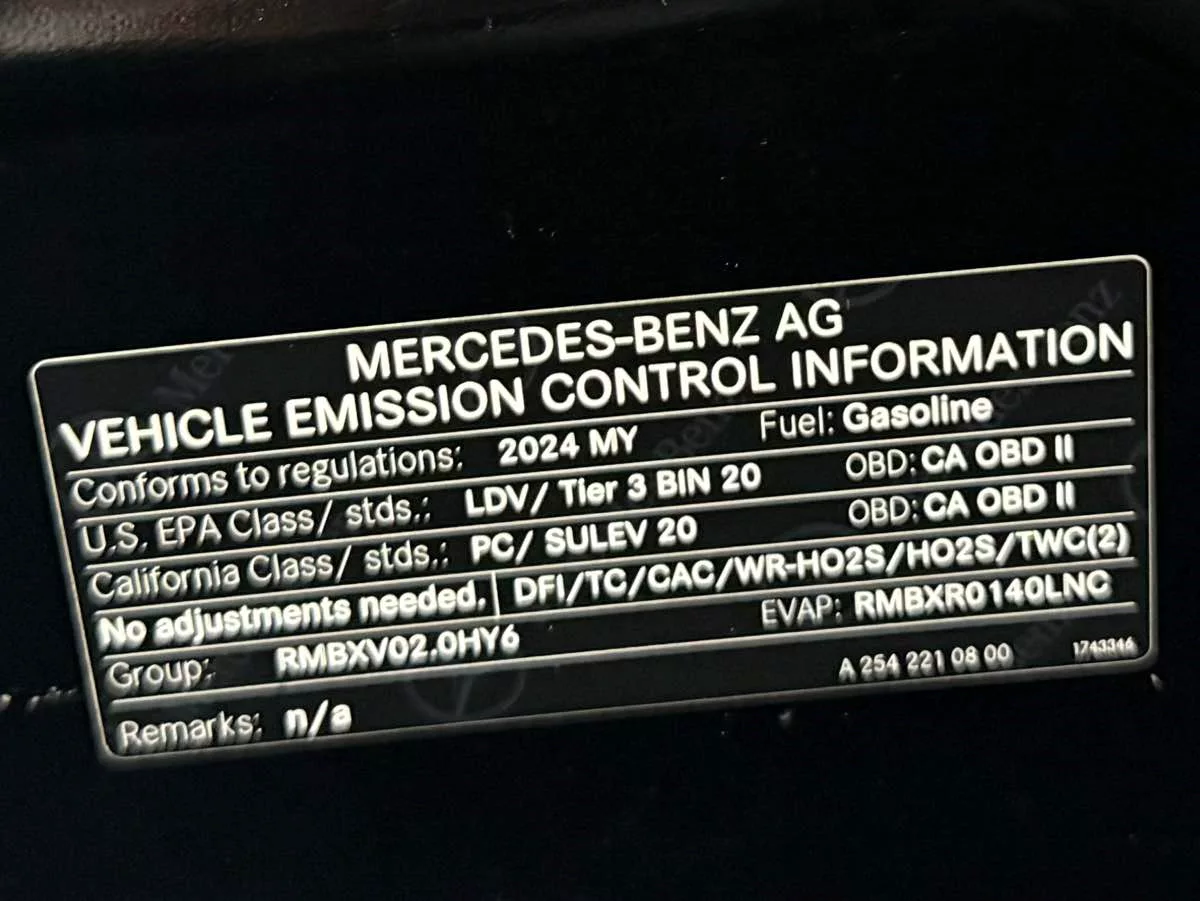 MERCEDES-BENZ AG
VEHICLE EMISSION CONTROL INFORMATION
Conforms to regulations: 2024 MY Fuel: Gasoline
U.S. EPA Class/ stds.: LDV/ Tier 3 BIN 20 OBD: CA OBD II
California Class/ stds.: PC/ SULEV 20 OBD: CA OBD II
No adjustments needed. DFI/TC/CAC/WR-HO2S/HO2S/TWC(2)
Group: RMBXV02.0HY6 EVAP: RMBXR0140LNC
Remarks: n/a A 254 221 08 00 1743346